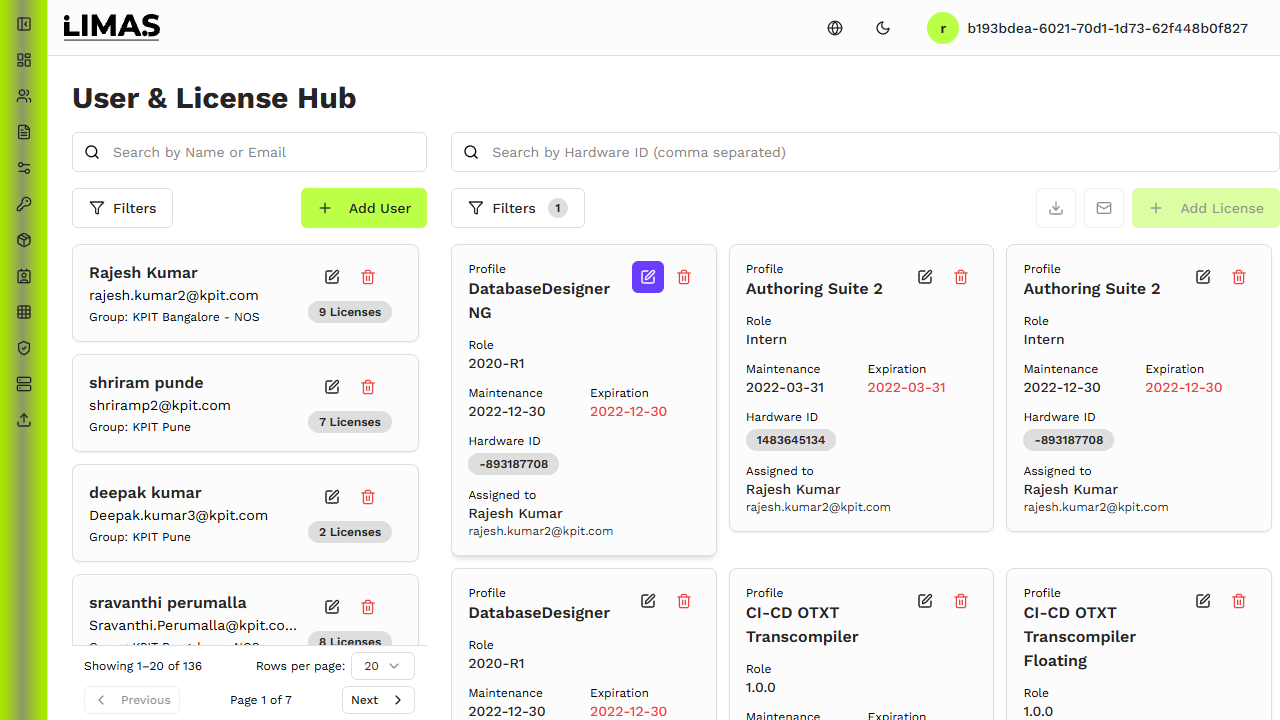 LIMAS
r
b193bdea-6021-70d1-1d73-62f448b0f827
User & License Hub
Search by Name or Email
Search by Hardware ID (comma separated)
Filters
Add User
Filters
1
Add License
Rajesh Kumar
rajesh.kumar2@kpit.com
Group: KPIT Bangalore - NOS
9 Licenses
shriram punde
shriramp2@kpit.com
Group: KPIT Pune
7 Licenses
deepak kumar
Deepak.kumar3@kpit.com
Group: KPIT Pune
2 Licenses
sravanthi perumalla
Sravanthi.Perumalla@kpit.co...
8 Licenses
Showing 1–20 of 136
Rows per page:
20
Previous
Page 1 of 7
Next
Profile
DatabaseDesigner
NG
Role
2020-R1
Maintenance
2022-12-30
Expiration
2022-12-30
Hardware ID
-893187708
Assigned to
Rajesh Kumar
rajesh.kumar2@kpit.com
Profile
Authoring Suite 2
Role
Intern
Maintenance
2022-03-31
Expiration
2022-03-31
Hardware ID
1483645134
Assigned to
Rajesh Kumar
rajesh.kumar2@kpit.com
Profile
Authoring Suite 2
Role
Intern
Maintenance
2022-12-30
Expiration
2022-12-30
Hardware ID
-893187708
Assigned to
Rajesh Kumar
rajesh.kumar2@kpit.com
Profile
DatabaseDesigner
Role
2020-R1
Maintenance
2022-12-30
Expiration
2022-12-30
Profile
CI-CD OTXT
Transcompiler
Role
1.0.0
Maintenance
Expiration
Profile
CI-CD OTXT
Transcompiler
Floating
Role
1.0.0